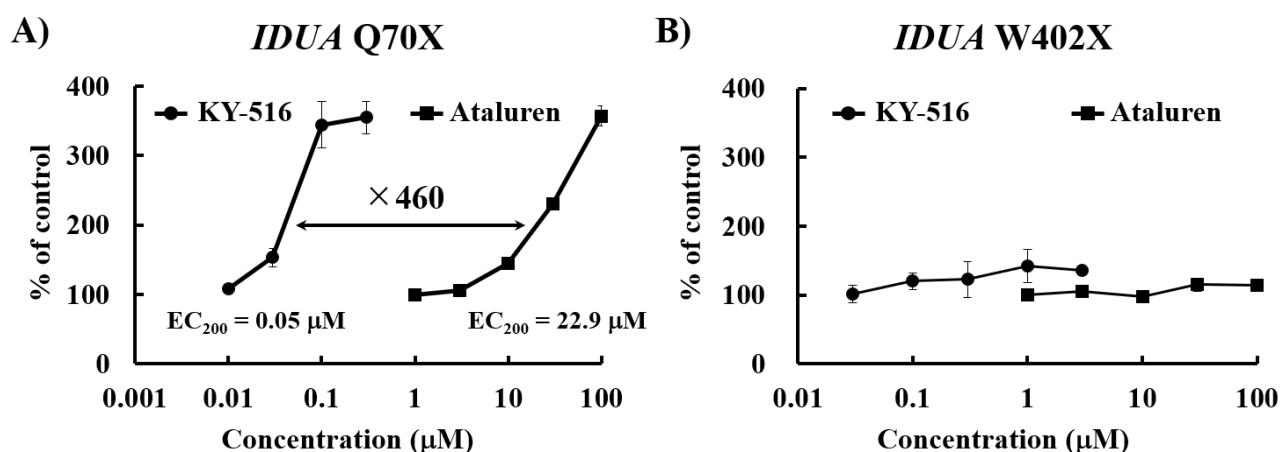 A)
IDUA Q70X
400
300
200
100
0
% of control
KY-516
Ataluren
×460
EC₂₀₀ = 0.05 μM
EC₂₀₀ = 22.9 μM
0.001 0.01 0.1 1 10 100
Concentration (μM)
B)
IDUA W402X
400
300
200
100
0
% of control
KY-516
Ataluren
0.01 0.1 1 10 100
Concentration (μM)